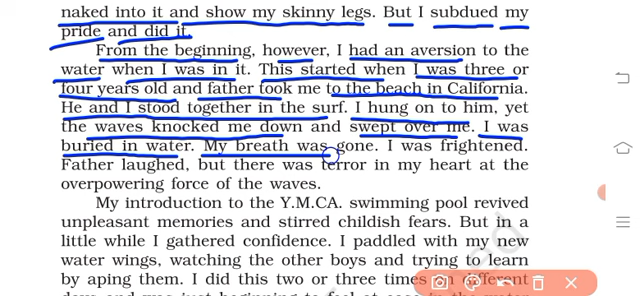 naked into it and show my skinny legs. But I subdued my
pride and did it.
From the beginning, however, I had an aversion to the
water when I was in it. This started when I was three or
four years old and father took me to the beach in California.
He and I stood together in the surf. I hung on to him, yet
the waves knocked me down and swept over me. I was
buried in water. My breath was gone. I was frightened.
Father laughed, but there was terror in my heart at the
overpowering force of the waves.
My introduction to the Y.M.CA. swimming pool revived
unpleasant memories and stirred childish fears. But in a
little while I gathered confidence. I paddled with my new
water wings, watching the other boys and trying to learn
by aping them. I did this two or three times on different